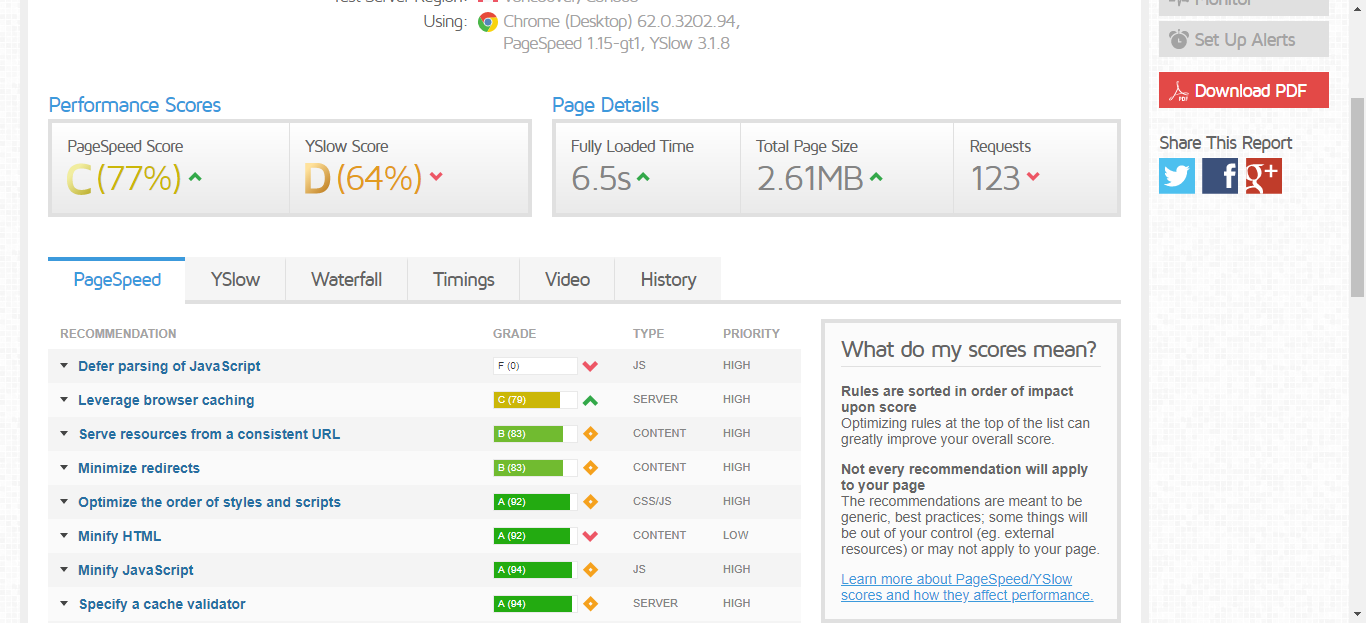 Using: Chrome (Desktop) 62.0.3202.94,
PageSpeed 1.15-gt1, YSlow 3.1.8
Monitor
Set Up Alerts
PDF Download PDF
Share This Report
Performance Scores
PageSpeed Score
C (77%)
YSlow Score
D (64%)
Page Details
Fully Loaded Time
6.5s
Total Page Size
2.61MB
Requests
123
PageSpeed YSlow Waterfall Timings Video History
RECOMMENDATION GRADE TYPE PRIORITY
Defer parsing of JavaScript F (0) JS HIGH
Leverage browser caching C (79) SERVER HIGH
Serve resources from a consistent URL B (83) CONTENT HIGH
Minimize redirects B (83) CONTENT HIGH
Optimize the order of styles and scripts A (92) CSS/JS HIGH
Minify HTML A (92) CONTENT LOW
Minify JavaScript A (94) JS HIGH
Specify a cache validator A (94) SERVER HIGH
What do my scores mean?
Rules are sorted in order of impact
upon score
Optimizing rules at the top of the list can
greatly improve your overall score.
Not every recommendation will apply
to your page
The recommendations are meant to be
generic, best practices; some things will
be out of your control (eg. external
resources) or may not apply to your page.
Learn more about PageSpeed/YSlow
scores and how they affect performance.